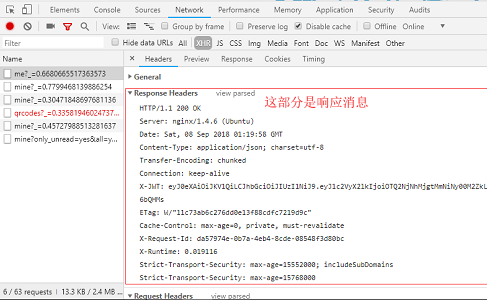 Elements Console Sources Network Performance Memory Application Security Audits
View: Group by frame Preserve log Disable cache Offline Online
Filter Hide data URLs All XHR JS CSS Img Media Font Doc WS Manifest Other
Name
me?_=0.6680665517363573
mine?_=0.7799468139886254
mine?_=0.30471848697681136
qrcodes?_=0.33581946024737...
mine?_=0.45727988513281637
mine?only_unread=yes&all=y...
6 / 63 requests | 13.3 KB / 2.4 M...
Headers Preview Response Cookies Timing
General
Response Headers view parsed
这部分是响应消息
HTTP/1.1 200 OK
Server: nginx/1.4.6 (Ubuntu)
Date: Sat, 08 Sep 2018 01:19:58 GMT
Content-Type: application/json; charset=utf-8
Transfer-Encoding: chunked
Connection: keep-alive
X-JWT:
6bQHMs
ETag: W/"11c73ab6c276dd0e13f88cdfc7219d9c"
Cache-Control: max-age=0, private, must-revalidate
X-Request-Id: da57974e-0b7a-4eb4-8cde-08548f3d80bc
X-Runtime: 0.019116
Strict-Transport-Security: max-age=15552000; includeSubDomains
Strict-Transport-Security: max-age=15768000
Request Headers view parsed